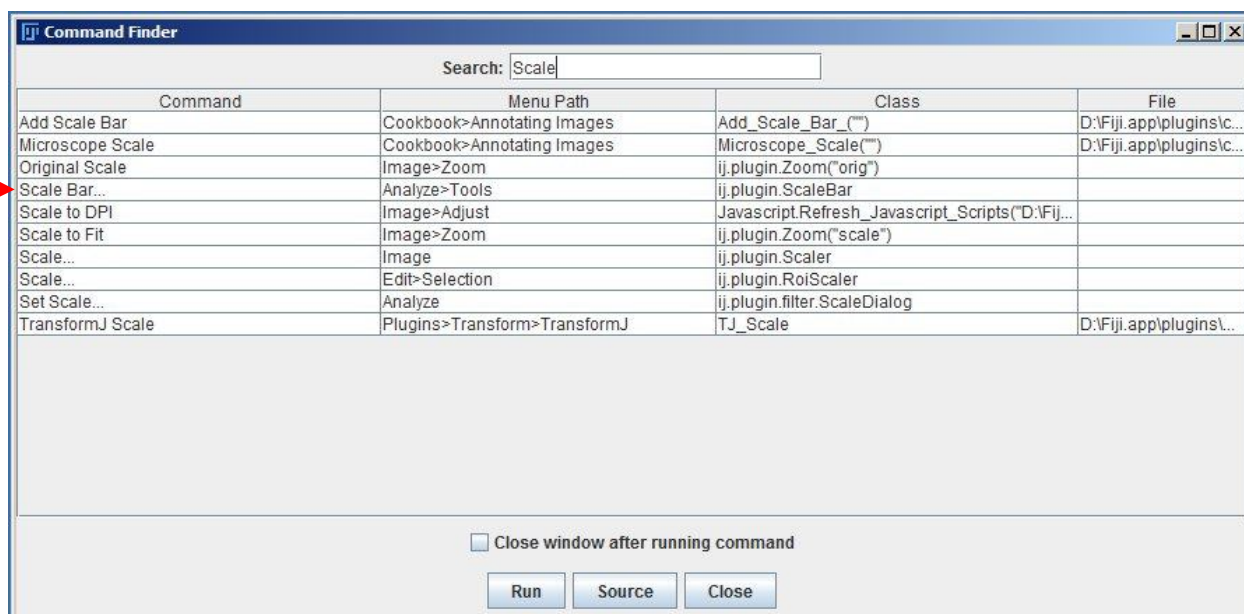 Command Finder
Search: Scale
Command Menu Path Class File
Add Scale Bar Cookbook>Annotating Images Add_Scale_Bar_("") D:\Fiji.app\plugins\c...
Microscope Scale Cookbook>Annotating Images Microscope_Scale("") D:\Fiji.app\plugins\c...
Original Scale Image>Zoom ij.plugin.Zoom("orig")
Scale Bar... Analyze>Tools ij.plugin.ScaleBar
Scale to DPI Image>Adjust Javascript.Refresh_Javascript_Scripts("D:\Fij...
Scale to Fit Image>Zoom ij.plugin.Zoom("scale")
Scale... Image ij.plugin.Scaler
Scale... Edit>Selection ij.plugin.RoiScaler
Set Scale... Analyze ij.plugin.filter.ScaleDialog
TransformJ Scale Plugins>Transform>TransformJ TJ_Scale D:\Fiji.app\plugins\...
Close window after running command
Run Source Close